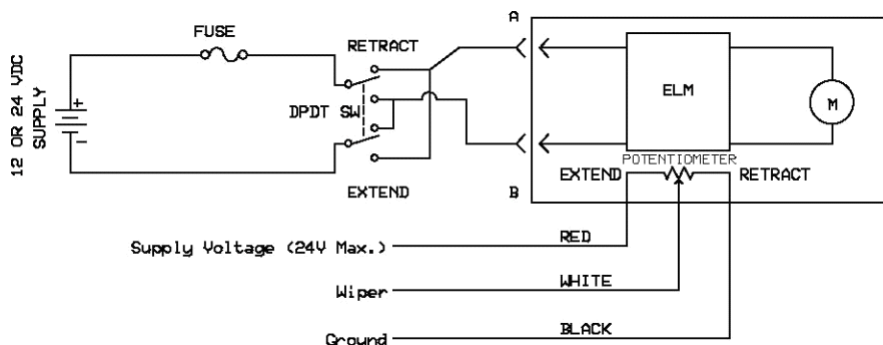 FUSE
RETRACT
A
12 OR 24 VDC
SUPPLY
+
-
DPDT SW
EXTEND
B
ELM
M
POTENTIOMETER
EXTEND
RETRACT
Supply Voltage (24V Max.)
RED
Wiper
WHITE
Ground
BLACK